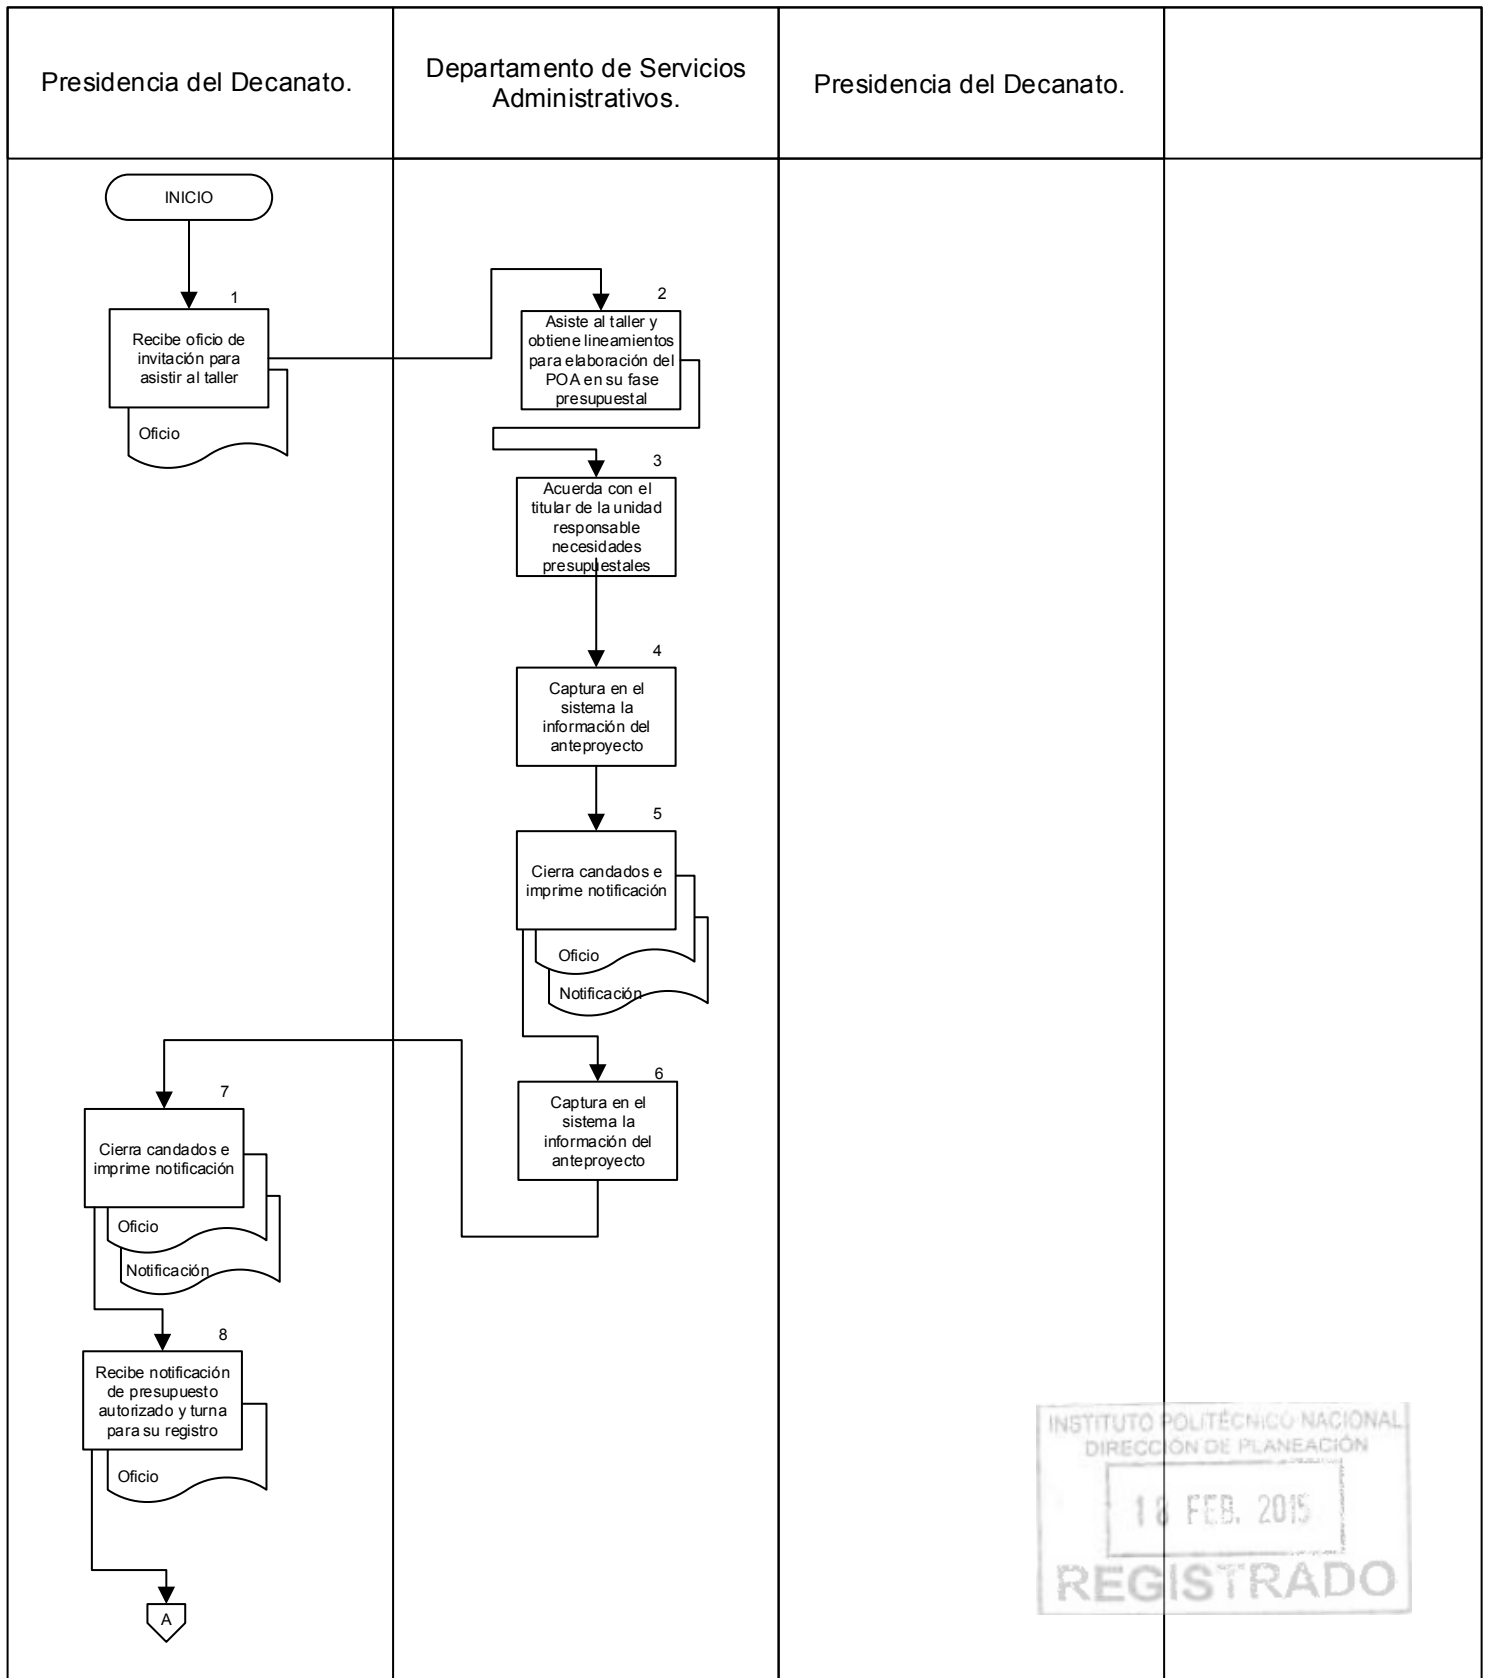 Presidencia del Decanato.
Departamento de Servicios
Administrativos.
Presidencia del Decanato.
INICIO
1
Recibe oficio de
invitación para
asistir al taller
Oficio
2
Asiste al taller y
obtiene lineamientos
para elaboración del
POA en su fase
presupuestal
3
Acuerda con el
titular de la unidad
responsable
necesidades
presupuestales
4
Captura en el
sistema la
información del
anteproyecto
5
Cierra candados e
imprime notificación
Oficio
Notificación
6
Captura en el
sistema la
información del
anteproyecto
7
Cierra candados e
imprime notificación
Oficio
Notificación
8
Recibe notificación
de presupuesto
autorizado y turna
para su registro
Oficio
A
INSTITUTO POLITÉCNICO NACIONAL
DIRECCIÓN DE PLANEACIÓN
18 FEB. 2015
REGISTRADO